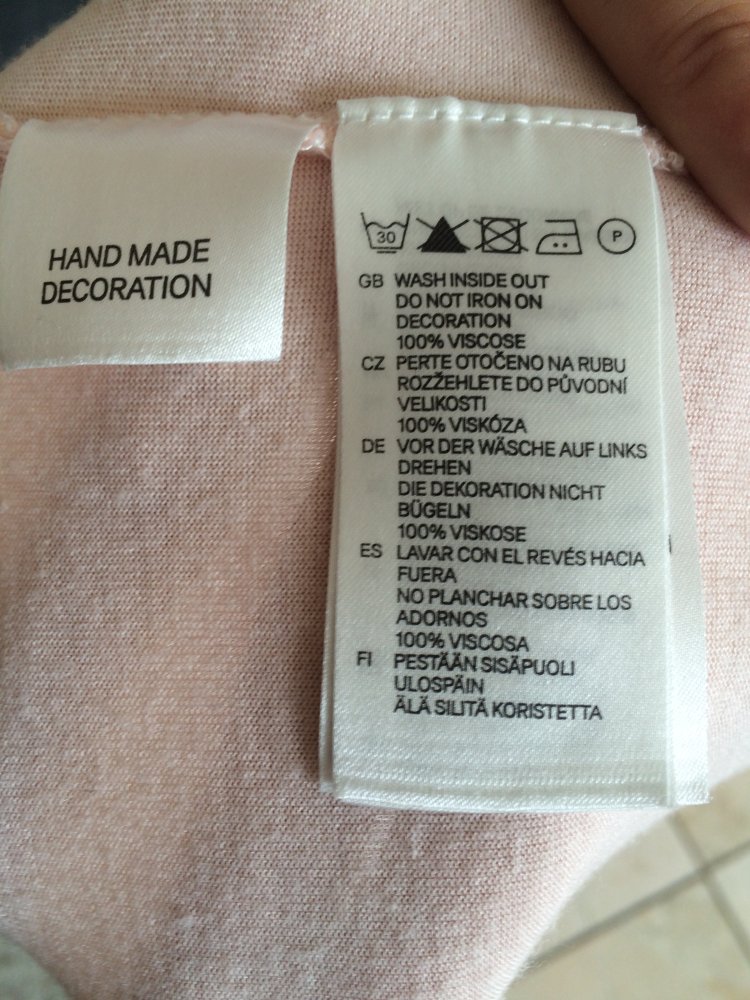 HAND MADE
DECORATION
30
P
GB WASH INSIDE OUT
DO NOT IRON ON
DECORATION
100% VISCOSE
CZ PERTE OTOČENO NA RUBU
ROZŽEHLETE DO PŮVODNÍ
VELIKOSTI
100% VISKÓZA
DE VOR DER WÄSCHE AUF LINKS
DREHEN
DIE DEKORATION NICHT
BÜGELN
100% VISKOSE
ES LAVAR CON EL REVÉS HACIA
FUERA
NO PLANCHAR SOBRE LOS
ADORNOS
100% VISCOSA
FI PESTÄÄN SISÄPUOLI
ULOSPÄIN
ÄLÄ SILITÄ KORISTETTA